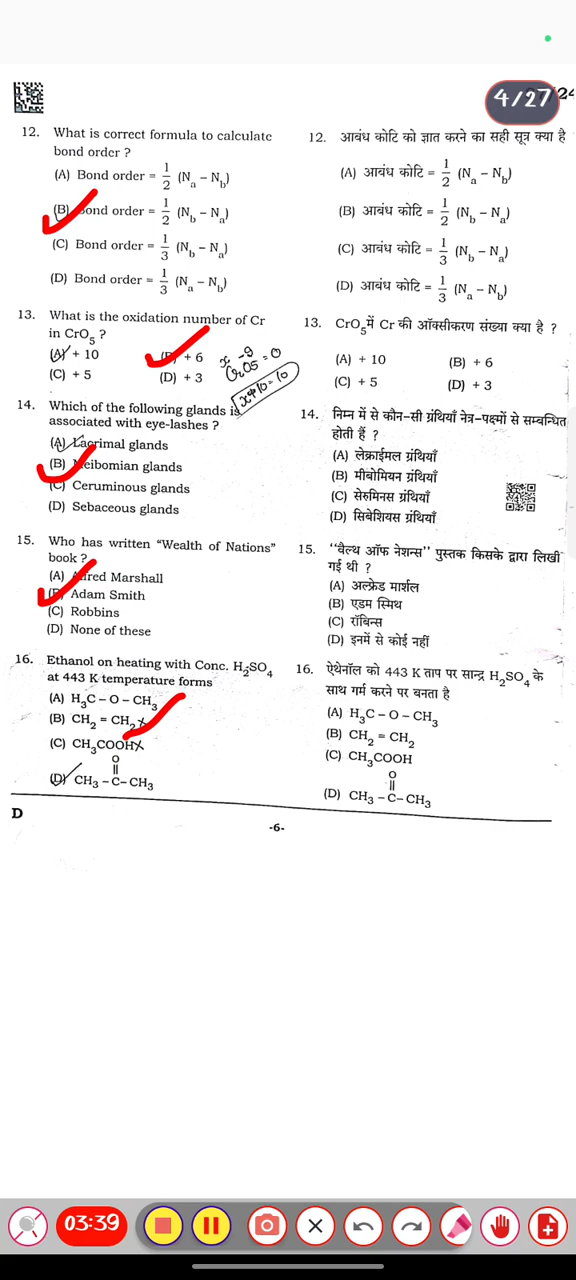 4/27
12. What is correct formula to calculate
bond order ?
(A) Bond order = 1/2 (Na – Nb)
(B) Bond order = 1/2 (Nb – Na)
(C) Bond order = 1/3 (Nb – Na)
(D) Bond order = 1/3 (Na – Nb)
13. What is the oxidation number of Cr
in CrO5 ?
(A) + 10
+ 6
(C) + 5
(D) + 3
14. Which of the following glands is
associated with eye-lashes ?
(A) Lacrimal glands
(B) Meibomian glands
(C) Ceruminous glands
(D) Sebaceous glands
15. Who has written “Wealth of Nations”
book ?
(A) Alfred Marshall
Adam Smith
(C) Robbins
(D) None of these
16. Ethanol on heating with Conc. H2SO4
at 443 K temperature forms
(A) H3C – O – CH3
(B) CH2 = CH2
(C) CH3COOH
O
||
(D) CH3 – C – CH3
D
-6-
12. आबंध कोटि को ज्ञात करने का सही सूत्र क्या है
(A) आबंध कोटि = 1/2 (Na – Nb)
(B) आबंध कोटि = 1/2 (Nb – Na)
(C) आबंध कोटि = 1/3 (Nb – Na)
(D) आबंध कोटि = 1/3 (Na – Nb)
13. CrO5 में Cr की ऑक्सीकरण संख्या क्या है ?
(A) + 10
(B) + 6
(C) + 5
(D) + 3
14. निम्न में से कौन-सी ग्रंथियाँ नेत्र-पक्ष्मों से सम्बन्धित
होती हैं ?
(A) लेक्राईमल ग्रंथियाँ
(B) मीबोमियन ग्रंथियाँ
(C) सेरुमिनस ग्रंथियाँ
(D) सिबेशियस ग्रंथियाँ
15. ‘‘वैल्थ ऑफ नेशन्स’’ पुस्तक किसके द्वारा लिखी
गई थी ?
(A) अल्फ्रेड मार्शल
(B) एडम स्मिथ
(C) रॉबिन्स
(D) इनमें से कोई नहीं
16. ऐथेनॉल को 443 K ताप पर सान्द्र H2SO4 के
साथ गर्म करने पर बनता है
(A) H3C – O – CH3
(B) CH2 = CH2
(C) CH3COOH
O
||
(D) CH3 – C – CH3
03:39